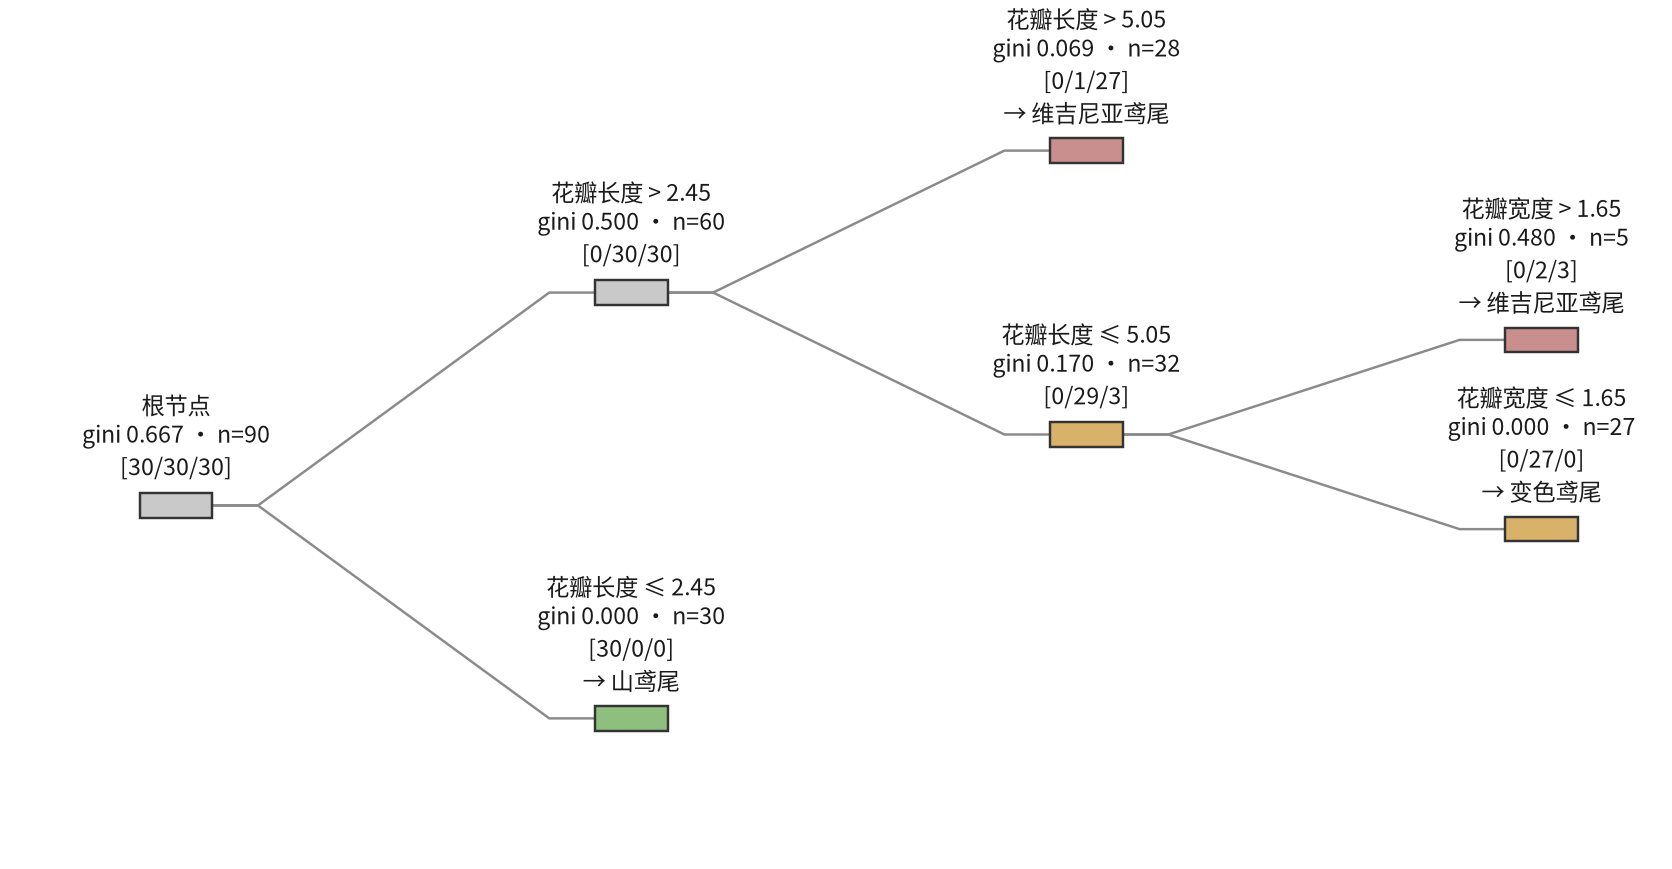 花瓣长度 > 5.05
gini 0.069 • n=28
[0/1/27]
→ 维吉尼亚鸢尾
花瓣长度 > 2.45
gini 0.500 • n=60
[0/30/30]
花瓣宽度 > 1.65
gini 0.480 • n=5
[0/2/3]
→ 维吉尼亚鸢尾
花瓣长度 ≤ 5.05
gini 0.170 • n=32
[0/29/3]
花瓣宽度 ≤ 1.65
gini 0.000 • n=27
[0/27/0]
→ 变色鸢尾
根节点
gini 0.667 • n=90
[30/30/30]
花瓣长度 ≤ 2.45
gini 0.000 • n=30
[30/0/0]
→ 山鸢尾